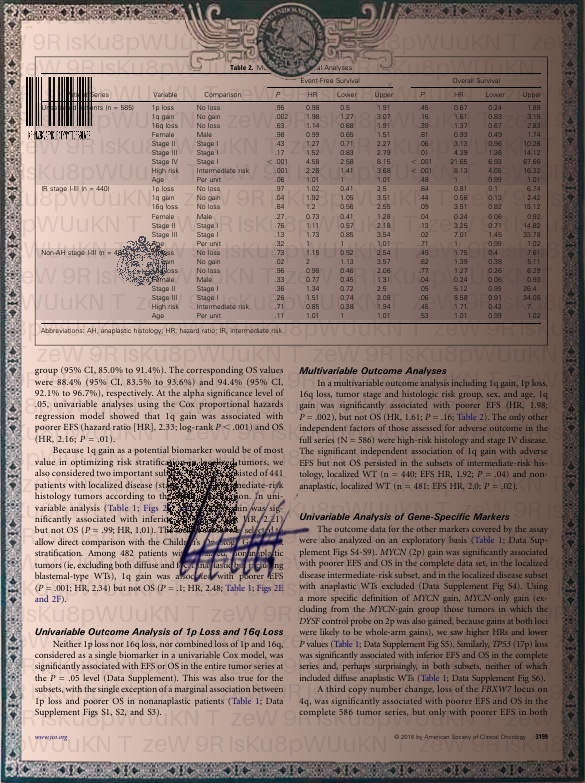 Table 2. Mu Analyses
Event-Free Survival Overall Survival
Series Variable Comparison P HR Lower Upper P HR Lower Upper
(n = 585) 1p loss No loss .95 0.98 0.5 1.91 .45 0.67 0.24 1.89
1q gain No gain .002 1.98 1.27 3.07 .16 1.61 0.83 3.15
16q loss No loss .63 1.14 0.68 1.91 .39 1.37 0.67 2.83
Female Male .98 0.99 0.65 1.51 .81 0.93 0.49 1.74
Stage II Stage I .43 1.27 0.71 2.27 .06 3.13 0.96 10.26
Stage III Stage I .17 1.52 0.83 2.79 .01 4.39 1.36 14.12
Stage IV Stage I < .001 4.58 2.58 8.15 < .001 21.65 6.93 67.66
High risk Intermediate risk < .001 2.28 1.41 3.68 < .001 8.13 4.05 16.32
Age Per unit .06 1.01 1 1.01 .48 1 0.99 1.01
IR stage I-III (n = 440) 1p loss No loss .97 1.02 0.41 2.5 .84 0.81 0.1 6.74
1q gain No gain .04 1.92 1.05 3.51 .44 0.56 0.13 2.42
16q loss No loss .64 1.2 0.56 2.55 .09 3.51 0.82 15.12
Female Male .27 0.73 0.41 1.28 .04 0.24 0.06 0.92
Stage II Stage I .76 1.11 0.57 2.18 .13 3.25 0.71 14.82
Stage III Stage I .13 1.73 0.85 3.54 .02 7.01 1.45 33.78
Age Per unit .32 1 1 1.01 .71 1 0.99 1.02
Non-AH stage I-III (n = 48 loss No loss .73 1.15 0.52 2.54 .45 1.75 0.4 7.61
gain No gain .02 2 1.13 3.57 .62 1.39 0.38 5.11
loss No loss .96 0.98 0.46 2.06 .77 1.27 0.26 6.29
Female Male .33 0.77 0.45 1.31 .04 0.24 0.06 0.93
Stage II Stage I .36 1.34 0.72 2.5 .05 5.12 0.99 26.4
Stage III Stage I .26 1.51 0.74 3.08 .06 5.58 0.91 34.08
High risk Intermediate risk .71 0.85 0.38 1.94 .45 1.71 0.42 7
Age Per unit .11 1.01 1 1.01 .53 1.01 0.99 1.02
Abbreviations: AH, anaplastic histology; HR, hazard ratio; IR, intermediate risk.
group (95% CI, 85.0% to 91.4%). The corresponding OS values
were 88.4% (95% CI, 83.5% to 93.6%) and 94.4% (95% CI,
92.1% to 96.7%), respectively. At the alpha significance level of
.05, univariable analyses using the Cox proportional hazards
regression model showed that 1q gain was associated with
poorer EFS (hazard ratio [HR], 2.33; log-rank P < .001) and OS
(HR, 2.16; P = .01).
Because 1q gain as a potential biomarker would be of most
value in optimizing risk stratification in localized tumors, we
also considered two important sub sisted of 441
patients with localized disease (sta mediate-risk
histology tumors according to the on. In uni-
variable analysis (Table 1; Figs 2 ain was sig-
nificantly associated with inferio HR 2.21)
but not OS (P = .99; HR, 1.01). selected to
allow direct comparison with the Children's Oncology Group
stratification. Among 482 patients with nonanaplastic
tumors (ie, excluding both diffuse and including
blastemal-type WTs), 1q gain was associated with poorer EFS
(P = .001; HR, 2.34) but not OS (P = .1; HR, 2.48; Table 1; Figs 2E
and 2F).
Univariable Outcome Analysis of 1p Loss and 16q Loss
Neither 1p loss nor 16q loss, nor combined loss of 1p and 16q,
considered as a single biomarker in a univariable Cox model, was
significantly associated with EFS or OS in the entire tumor series at
the P = .05 level (Data Supplement). This was also true for the
subsets, with the single exception of a marginal association between
1p loss and poorer OS in nonanaplastic patients (Table 1; Data
Supplement Figs S1, S2, and S3).
Multivariable Outcome Analyses
In a multivariable outcome analysis including 1q gain, 1p loss,
16q loss, tumor stage and histologic risk group, sex, and age, 1q
gain was significantly associated with poorer EFS (HR, 1.98;
P = .002), but not OS (HR, 1.61; P = .16; Table 2). The only other
independent factors of those assessed for adverse outcome in the
full series (N = 586) were high-risk histology and stage IV disease.
The significant independent association of 1q gain with adverse
EFS but not OS persisted in the subsets of intermediate-risk his-
tology, localized WT (n = 440; EFS HR, 1.92; P = .04) and non-
anaplastic, localized WT (n = 481; EFS HR, 2.0; P = .02).
Univariable Analysis of Gene-Specific Markers
The outcome data for the other markers covered by the assay
were also analyzed on an exploratory basis (Table 1; Data Sup-
plement Figs S4-S9). MYCN (2p) gain was significantly associated
with poorer EFS and OS in the complete data set, in the localized
disease intermediate-risk subset, and in the localized disease subset
with anaplastic WTs excluded (Data Supplement Fig S4). Using
a more specific definition of MYCN gain, MYCN-only gain (ex-
cluding from the MYCN-gain group those tumors in which the
DYSF control probe on 2p was also gained, because gains at both loci
were likely to be whole-arm gains), we saw higher HRs and lower
P values (Table 1; Data Supplement Fig S5). Similarly, TP53 (17p) loss
was significantly associated with inferior EFS and OS in the complete
series and, perhaps surprisingly, in both subsets, neither of which
included diffuse anaplastic WTs (Table 1; Data Supplement Fig S6).
A third copy number change, loss of the FBXW7 locus on
4q, was significantly associated with poorer EFS and OS in the
complete 586 tumor series, but only with poorer EFS in both
www.jco.org © 2016 by American Society of Clinical Oncology 3199